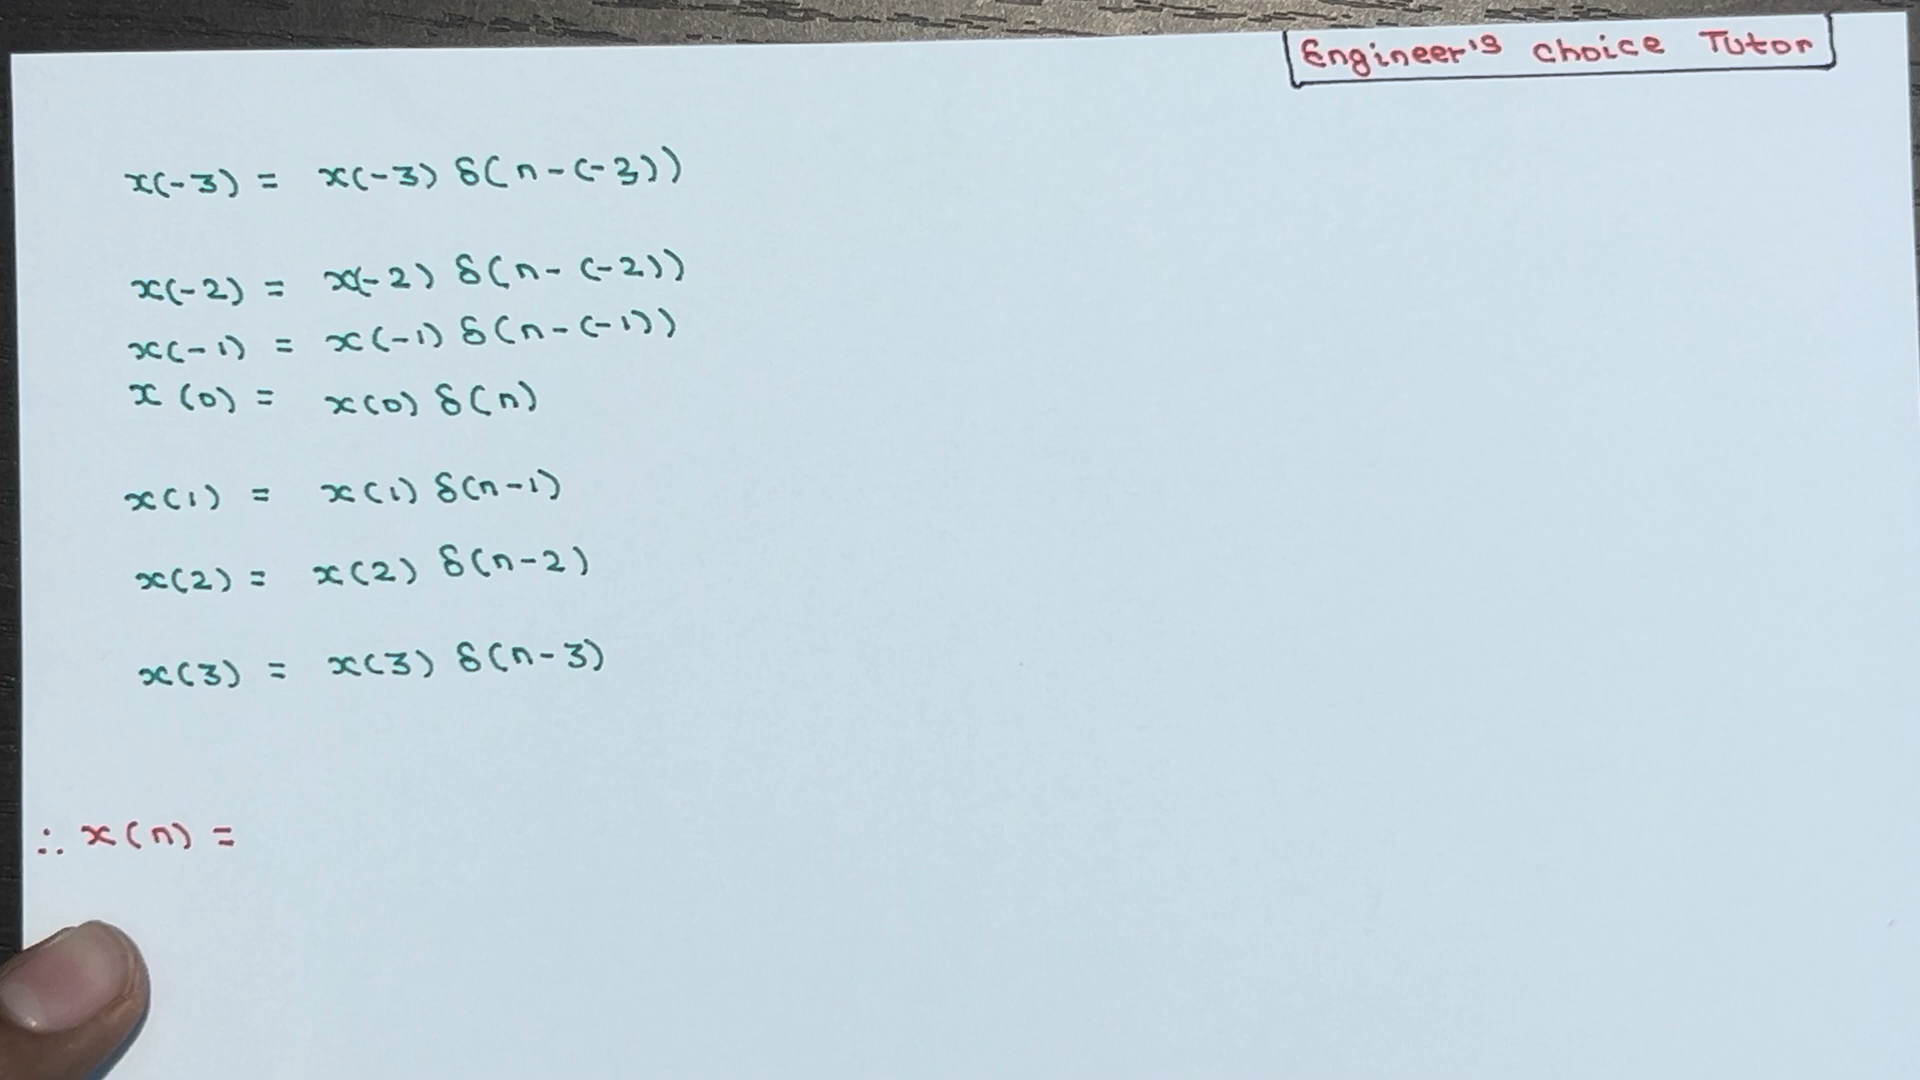 Engineer's choice Tutor
x(-3) = x(-3) δ(n-(-3))
x(-2) = x(-2) δ(n-(-2))
x(-1) = x(-1) δ(n-(-1))
x(0) = x(0) δ(n)
x(1) = x(1) δ(n-1)
x(2) = x(2) δ(n-2)
x(3) = x(3) δ(n-3)
∴ x(n) =